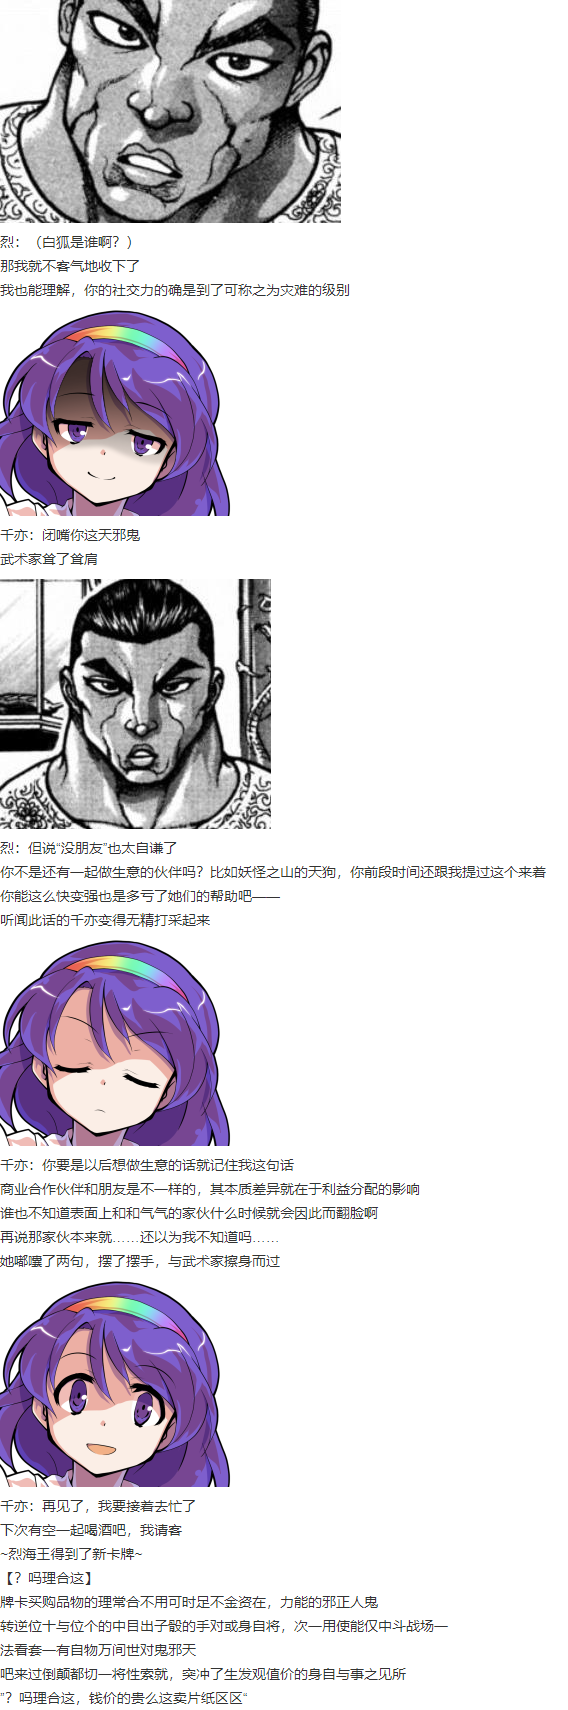 烈：（白狐是谁啊？）
那我就不客气地收下了
我也能理解，你的社交力的确是到了可称之为灾难的级别
千亦：闭嘴你这天邪鬼
武术家耸了耸肩
烈：但说“没朋友”也太自谦了
你不是还有一起做生意的伙伴吗？比如妖怪之山的天狗，你前段时间还跟我提过这个来着
你能这么快变强也是多亏了她们的帮助吧——
听闻此话的千亦变得无精打采起来
千亦：你要是以后想做生意的话就记住我这句话
商业合作伙伴和朋友是不一样的，其本质差异就在于利益分配的影响
谁也不知道表面上和和气气的家伙什么时候就会因此而翻脸啊
再说那家伙本来就……还以为我不知道吗……
她嘟囔了两句，摆了摆手，与武术家擦身而过
千亦：再见了，我要接着去忙了
下次有空一起喝酒吧，我请客
~烈海王得到了新卡牌~
【？吗理合这】
牌卡买购品物的理常合不用可时足不金资在，力能的邪正人鬼
转逆位十与位个的中目出子骰的手对或身自将，次一用使能仅中斗战场一
法看套一有自物万间世对鬼邪天
吧来过倒颠都切一将性索就，突冲了生发观值价的身自与事之见所
”？吗理合这，钱价的贵么这卖片纸区区“